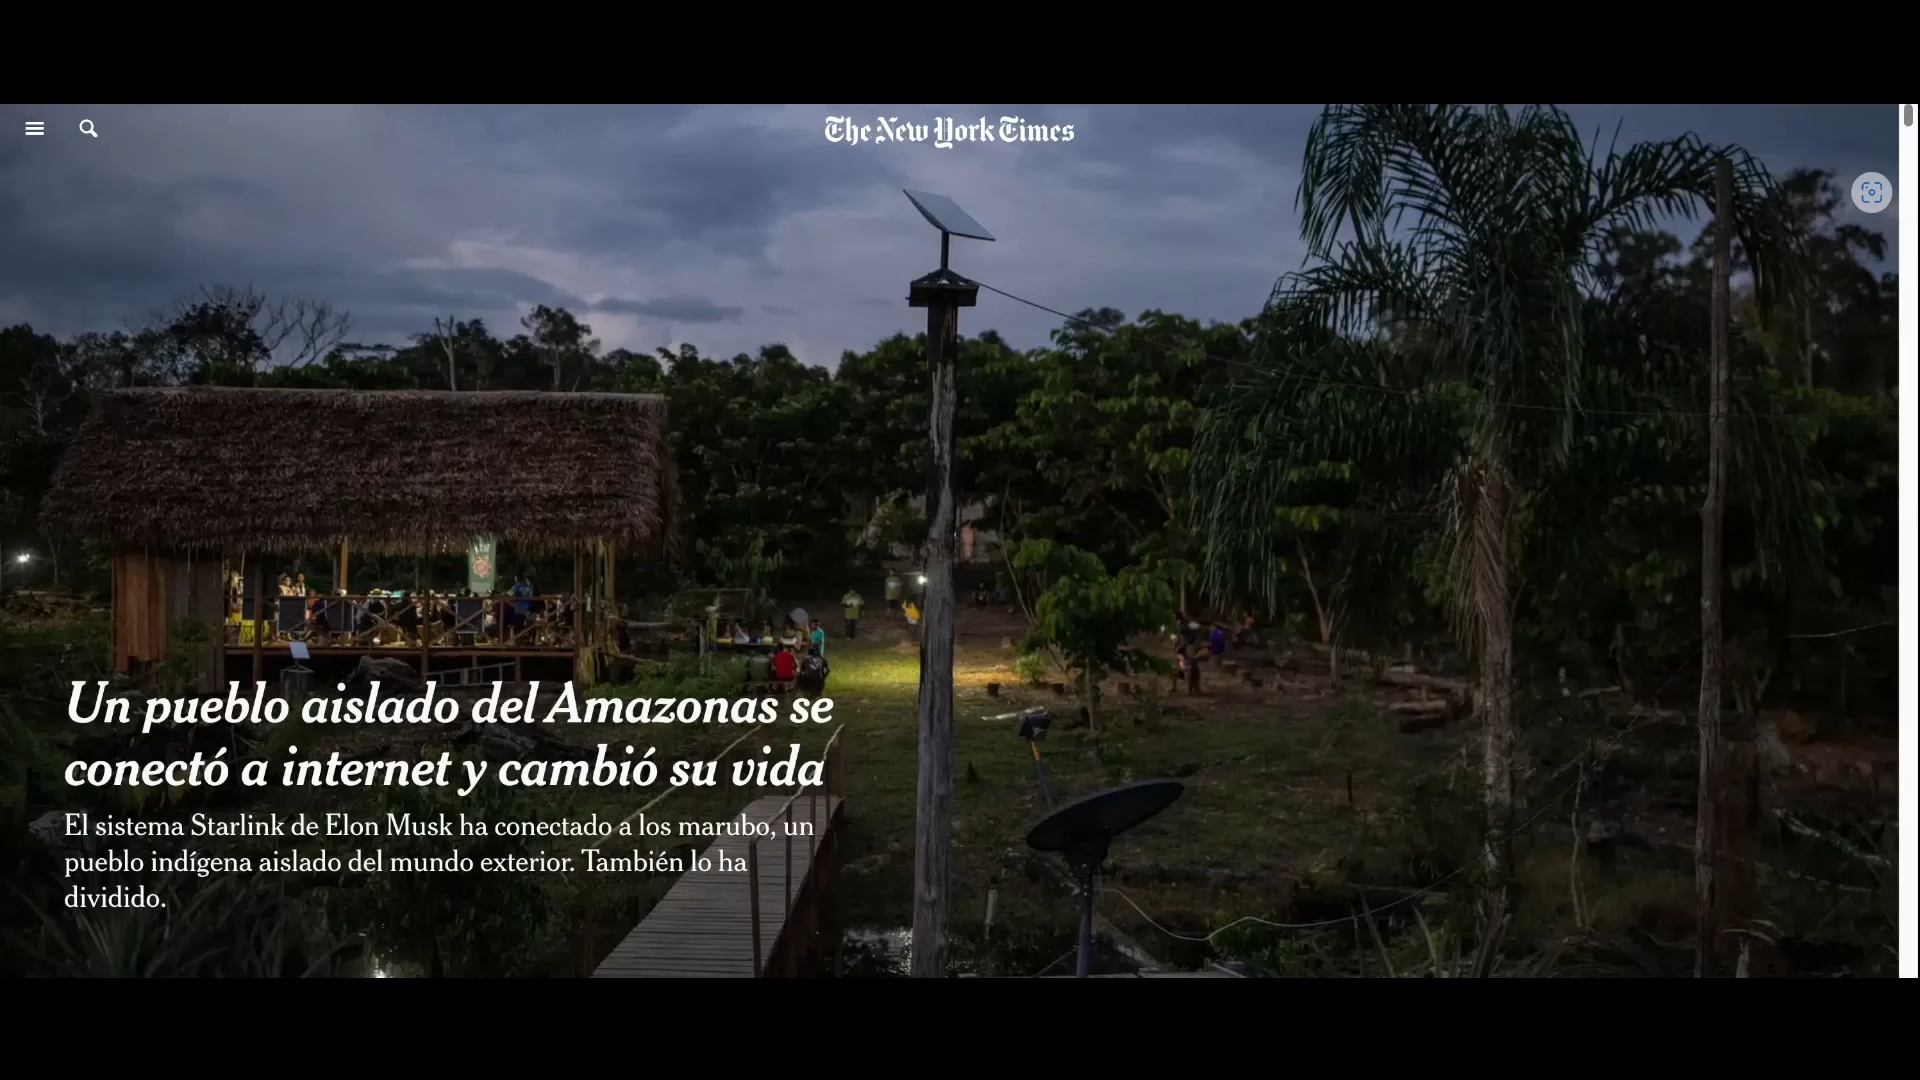 The New York Times
Un pueblo aislado del Amazonas se
conectó a internet y cambió su vida
El sistema Starlink de Elon Musk ha conectado a los marubo, un
pueblo indígena aislado del mundo exterior. También lo ha
dividido.